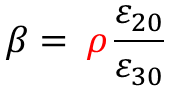 β = ρ ε₂₀/ε₃₀